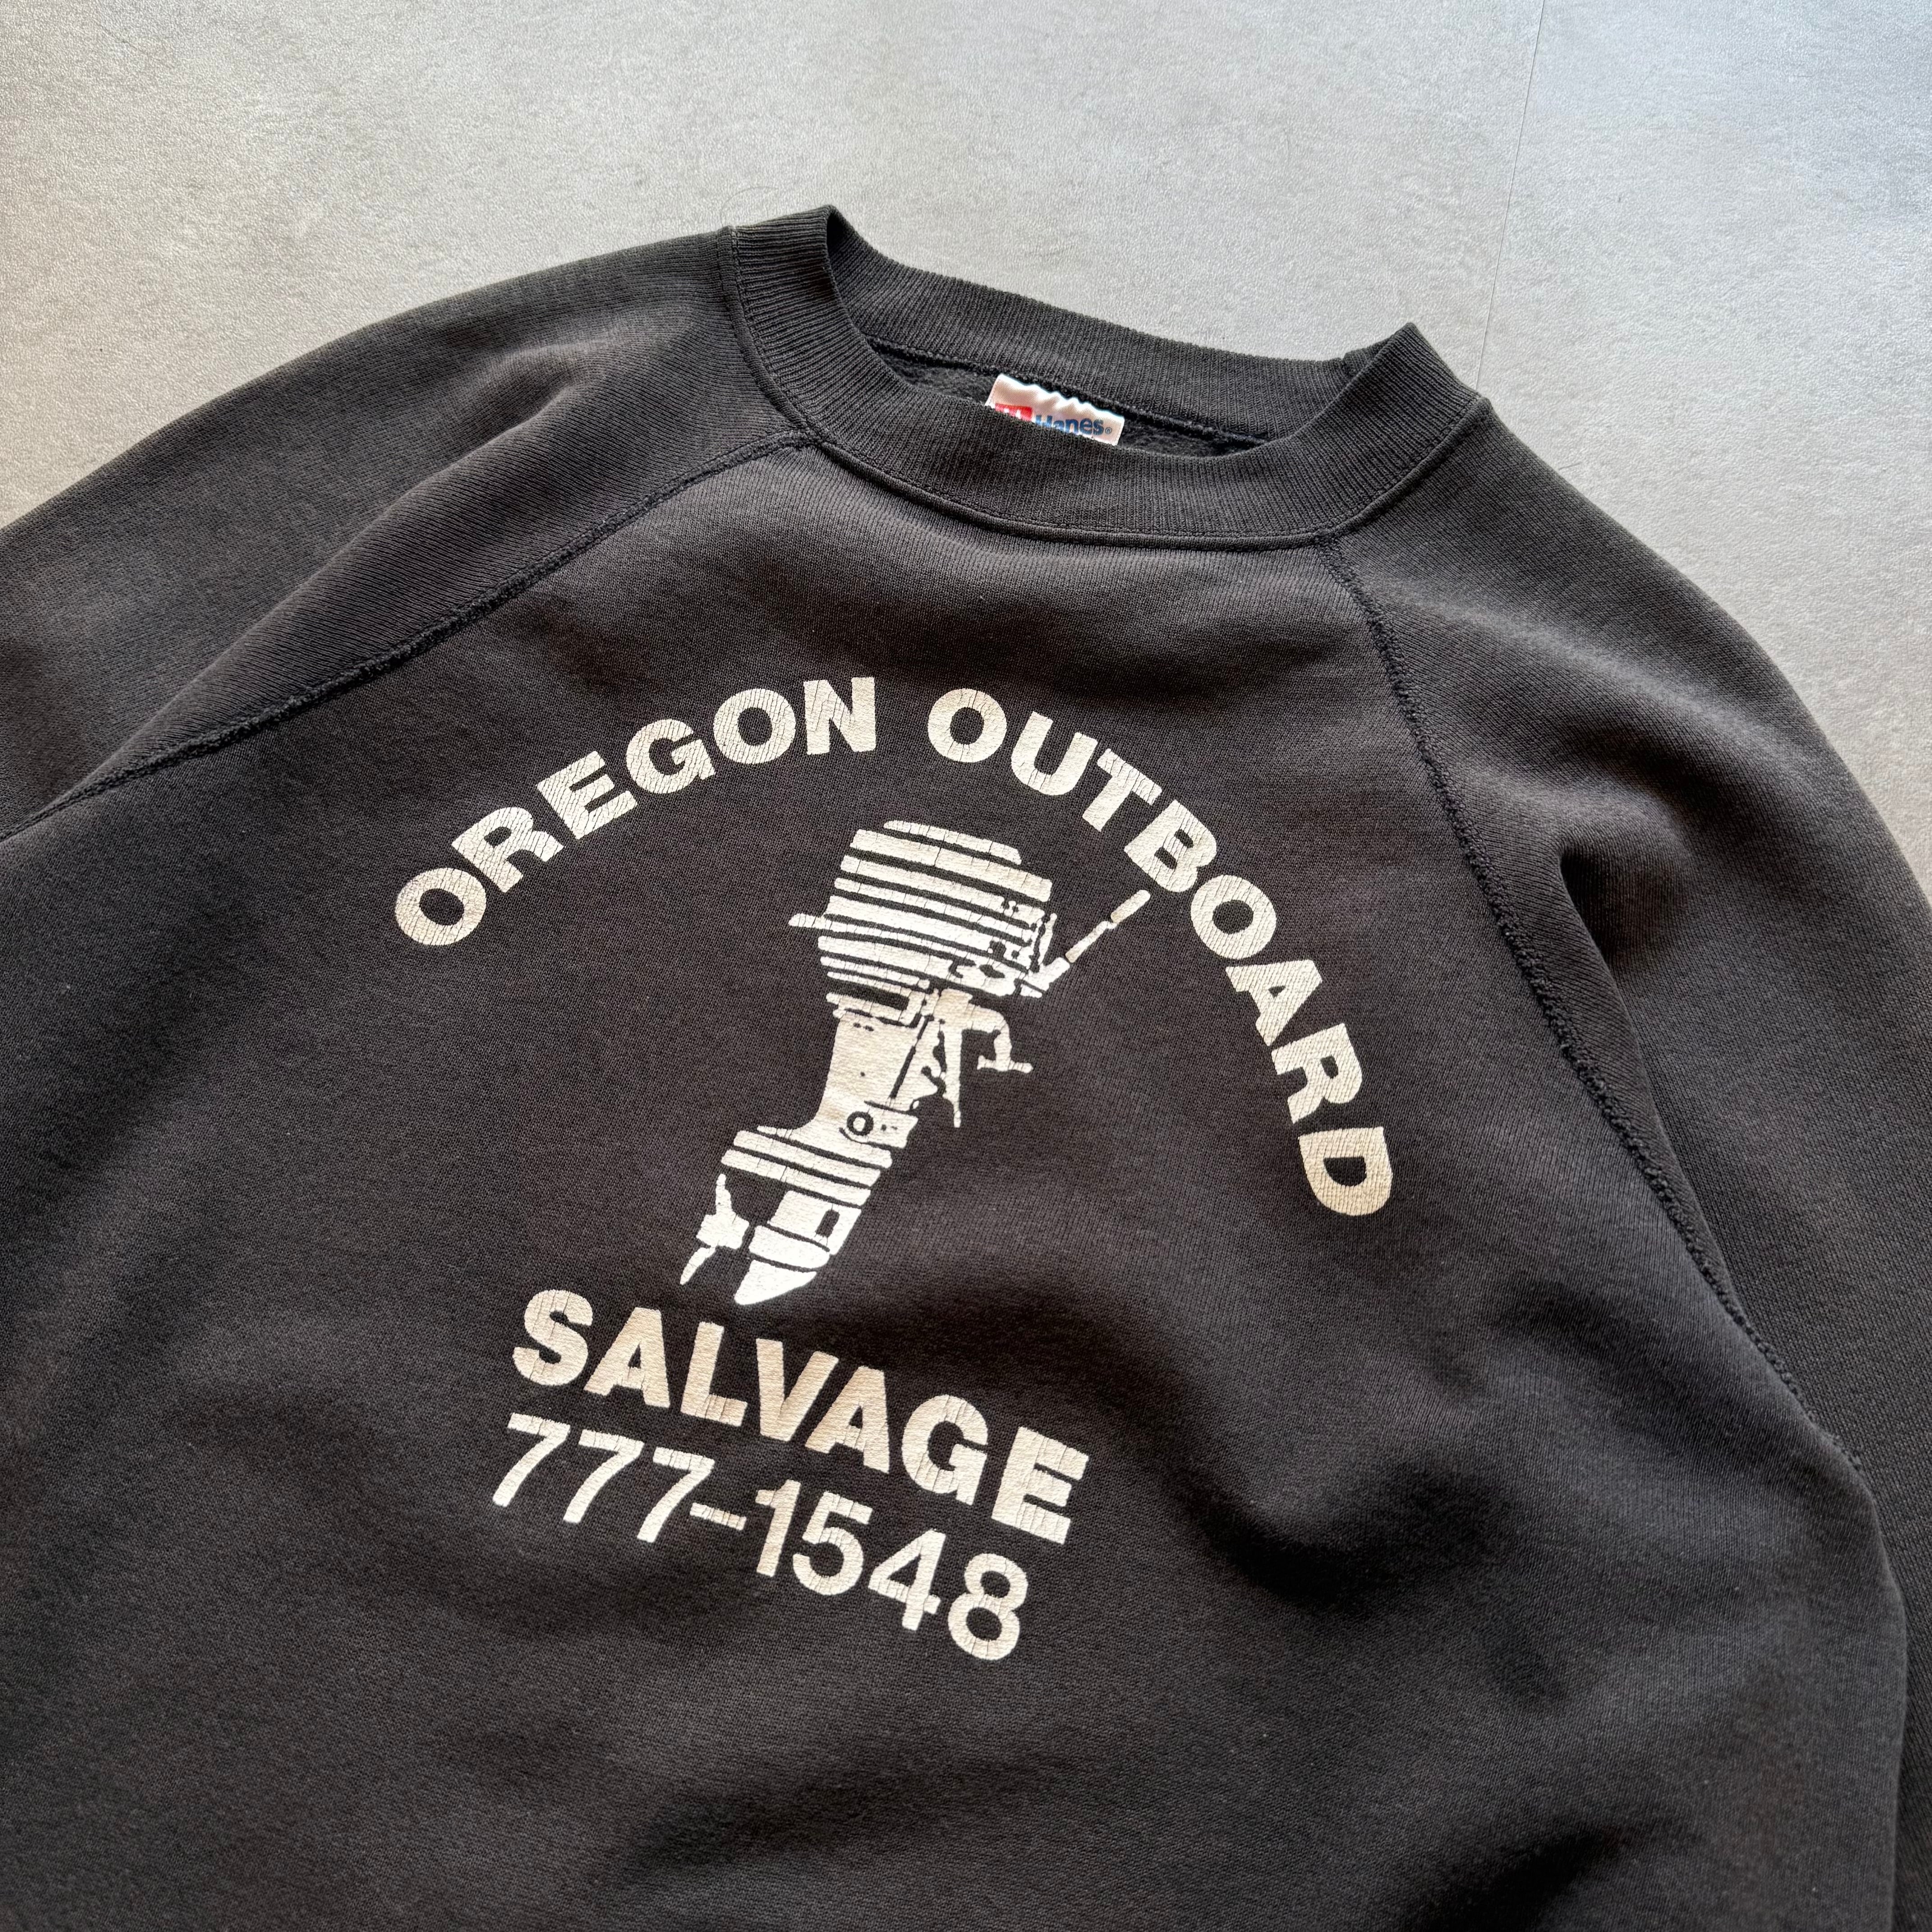 Hanes®
OREGON OUTBOARD
SALVAGE
777-1548